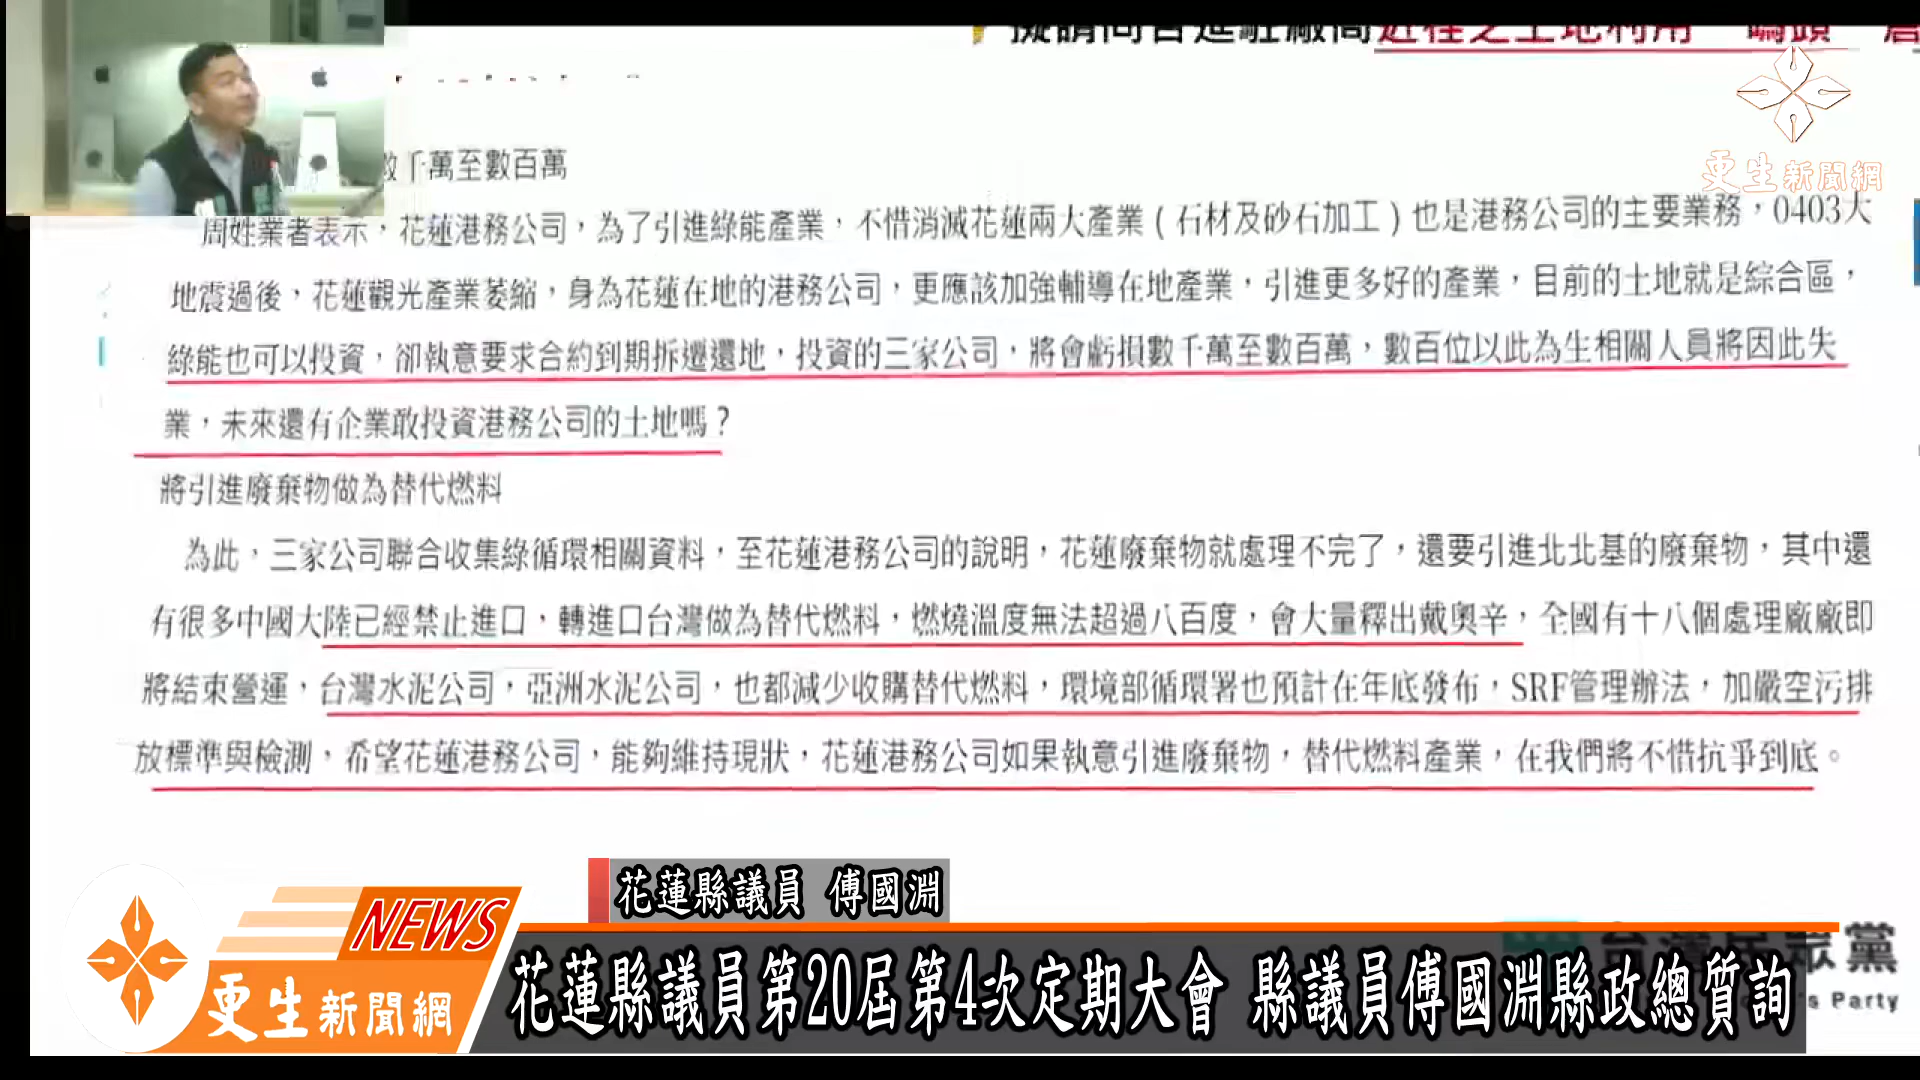 擬請問台進駐廠商近程之土地利用 碼頭
更生新聞網
千萬至數百萬
周姓業者表示，花蓮港務公司，為了引進綠能產業，不惜消滅花蓮兩大產業（石材及砂石加工）也是港務公司的主要業務，0403大
地震過後，花蓮觀光產業萎縮，身為花蓮在地的港務公司，更應該加強輔導在地產業，引進更多好的產業，目前的土地就是綜合區，
綠能也可以投資，卻執意要求合約到期拆遷還地，投資的三家公司，將會虧損數千萬至數百萬，數百位以此為生相關人員將因此失
業，未來還有企業敢投資港務公司的土地嗎？
將引進廢棄物做為替代燃料
為此，三家公司聯合收集綠循環相關資料，至花蓮港務公司的說明，花蓮廢棄物就處理不完了，還要引進北北基的廢棄物，其中還
有很多中國大陸已經禁止進口，轉進口台灣做為替代燃料，燃燒溫度無法超過八百度，會大量釋出戴奧辛，全國有十八個處理廠廠即
將結束營運，台灣水泥公司，亞洲水泥公司，也都減少收購替代燃料，環境部循環署也預計在年底發布，SRF管理辦法，加嚴空污排
放標準與檢測，希望花蓮港務公司，能夠維持現狀，花蓮港務公司如果執意引進廢棄物，替代燃料產業，在我們將不惜抗爭到底。
花蓮縣議員 傅國淵
NEWS
台灣民眾黨
花蓮縣議員第20屆第4次定期大會 縣議員傅國淵縣政總質詢
's Party
更生新聞網